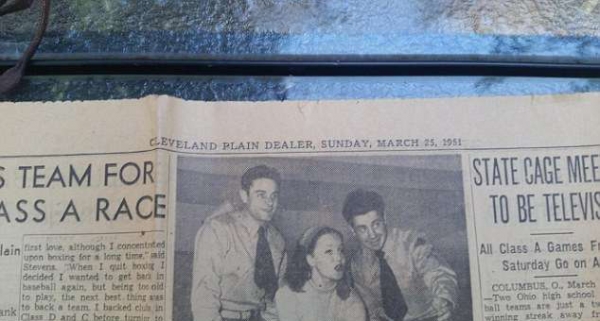 CLEVELAND PLAIN DEALER, SUNDAY, MARCH 25, 1951
S TEAM FOR
ASS A RACE
lain
ank
first love, although I concentrated
upon boxing for a long time," said
Stevens. "When I quit boxing I
decided I wanted to get back in
baseball again, but being too old
to play, the next best thing was
to back a team. I backed clubs in
Class D and C before turning to
STATE CAGE MEE
TO BE TELEVIS
All Class A Games F
Saturday Go on A
COLUMBUS, O., March
—Two Ohio high school
ball teams are just a tw
winning streak away fr